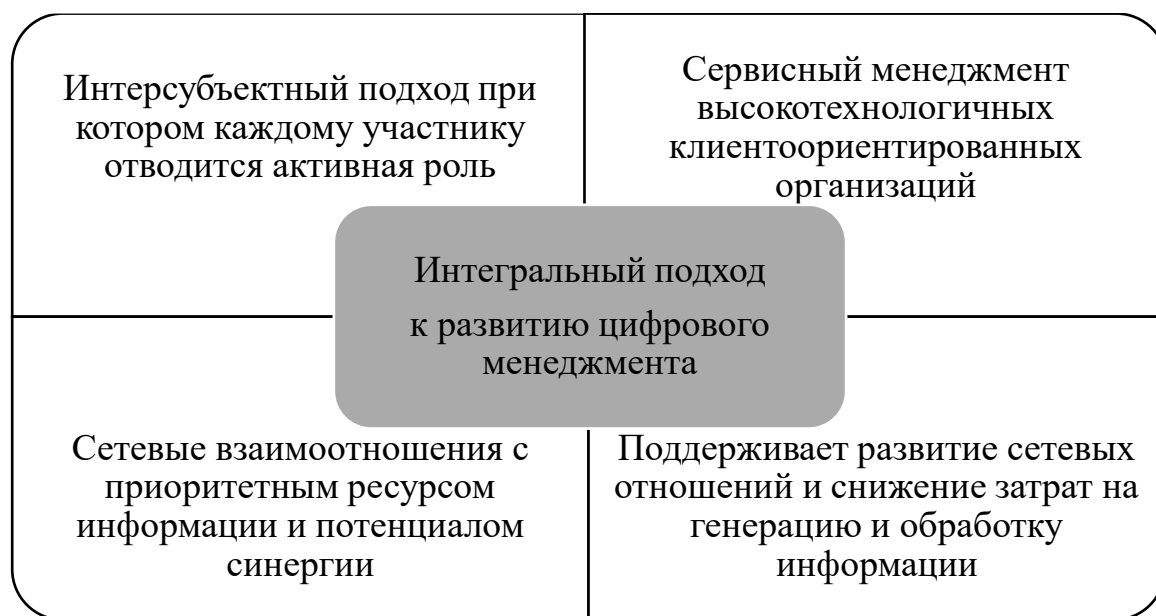 Интерсубъектный подход при
котором каждому участнику
отводится активная роль
Сервисный менеджмент
высокотехнологичных
клиентоориентированных
организаций
Интегральный подход
к развитию цифрового
менеджмента
Сетевые взаимоотношения с
приоритетным ресурсом
информации и потенциалом
синергии
Поддерживает развитие сетевых
отношений и снижение затрат на
генерацию и обработку
информации